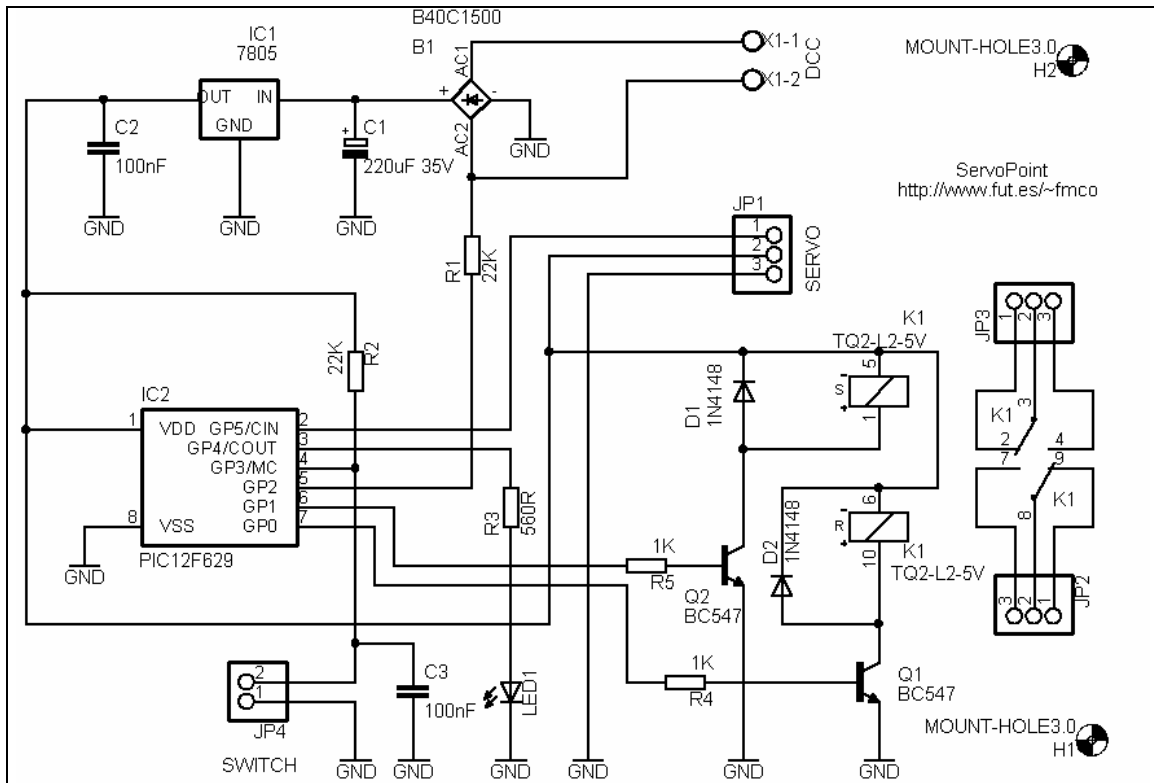 B40C1500
B1
IC1
7805
OUT
IN
GND
C2
100nF
+
C1
220uF 35V
AC1
+
-
AC2
X1-1
X1-2
DCC
MOUNT-HOLE3.0
H2
GND
GND
GND
GND
ServoPoint
http://www.fut.es/~fmco
R1
22K
JP1
1
2
3
SERVO
22K
R2
K1
TQ2-L2-5V
D1
1N4148
-
5
S
+
1
JP3
1
2
3
3
K1
2
4
7
9
8
K1
IC2
1
VDD
GP5/CIN
2
GP4/COUT
3
GP3/MC
4
GP2
5
GP1
6
8
VSS
GP0
7
PIC12F629
GND
R3
560R
D2
1N4148
-
6
R
+
10
K1
TQ2-L2-5V
1K
R5
Q2
BC547
JP2
3
2
1
1K
R4
Q1
BC547
2
1
JP4
SWITCH
C3
100nF
LED1
GND
GND
GND
GND
GND
GND
MOUNT-HOLE3.0
H1